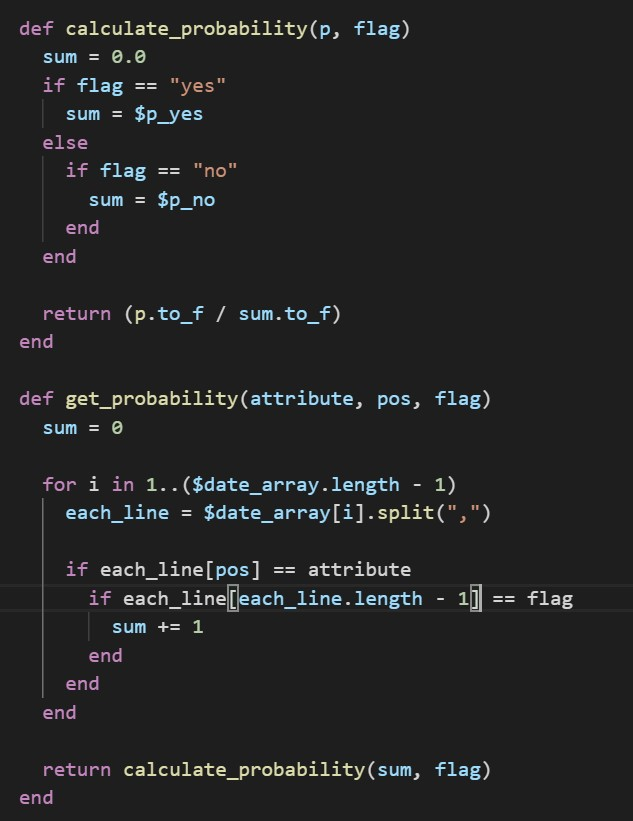 def calculate_probability(p, flag)
  sum = 0.0
  if flag == "yes"
    sum = $p_yes
  else
    if flag == "no"
      sum = $p_no
    end
  end

  return (p.to_f / sum.to_f)
end

def get_probability(attribute, pos, flag)
  sum = 0

  for i in 1..($date_array.length - 1)
    each_line = $date_array[i].split(",")

    if each_line[pos] == attribute
      if each_line[each_line.length - 1] == flag
        sum += 1
      end
    end
  end

  return calculate_probability(sum, flag)
end